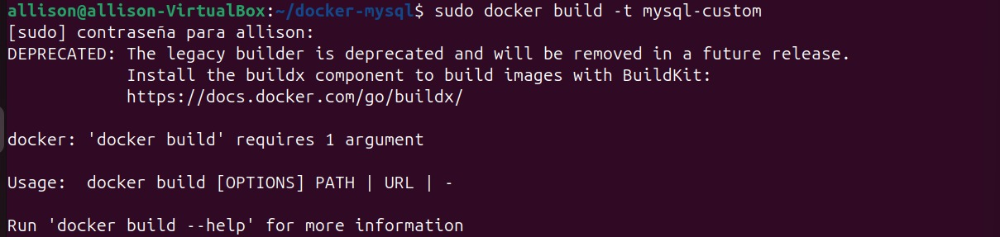 allison@allison-VirtualBox:~/docker-mysql$ sudo docker build -t mysql-custom
[sudo] contraseña para allison:
DEPRECATED: The legacy builder is deprecated and will be removed in a future release.
Install the buildx component to build images with BuildKit:
https://docs.docker.com/go/buildx/
docker: 'docker build' requires 1 argument
Usage:  docker build [OPTIONS] PATH | URL | -
Run 'docker build --help' for more information